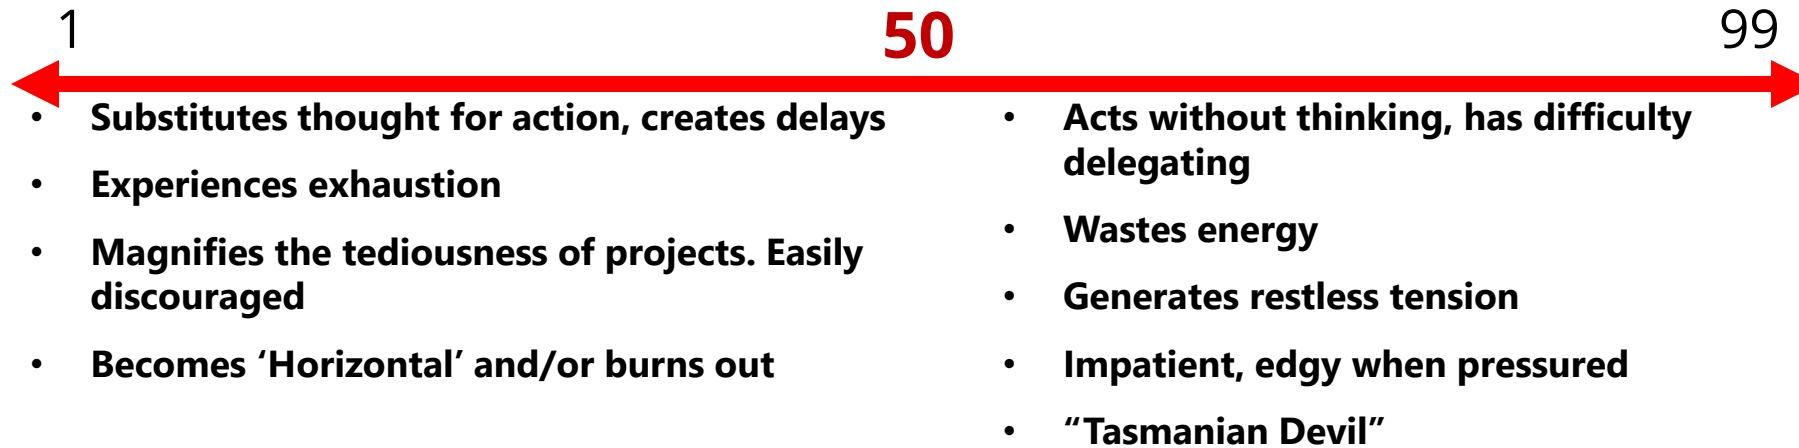 1
50
99
• Substitutes thought for action, creates delays
• Experiences exhaustion
• Magnifies the tediousness of projects. Easily
discouraged
• Becomes ‘Horizontal’ and/or burns out
• Acts without thinking, has difficulty
delegating
• Wastes energy
• Generates restless tension
• Impatient, edgy when pressured
• “Tasmanian Devil”